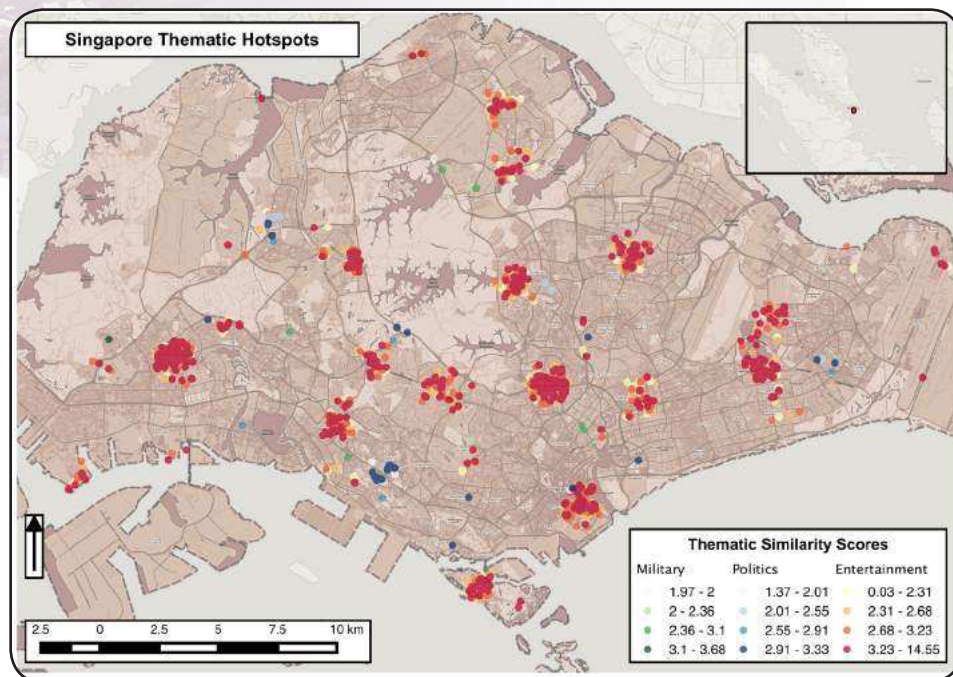 Singapore Thematic Hotspots
Thematic Similarity Scores
Military Politics Entertainment
1.97 - 2 1.37 - 2.01 0.03 - 2.31
2 - 2.36 2.01 - 2.55 2.31 - 2.68
2.36 - 3.1 2.55 - 2.91 2.68 - 3.23
3.1 - 3.68 2.91 - 3.33 3.23 - 14.55
2.5 0 2.5 5 7.5 10 km